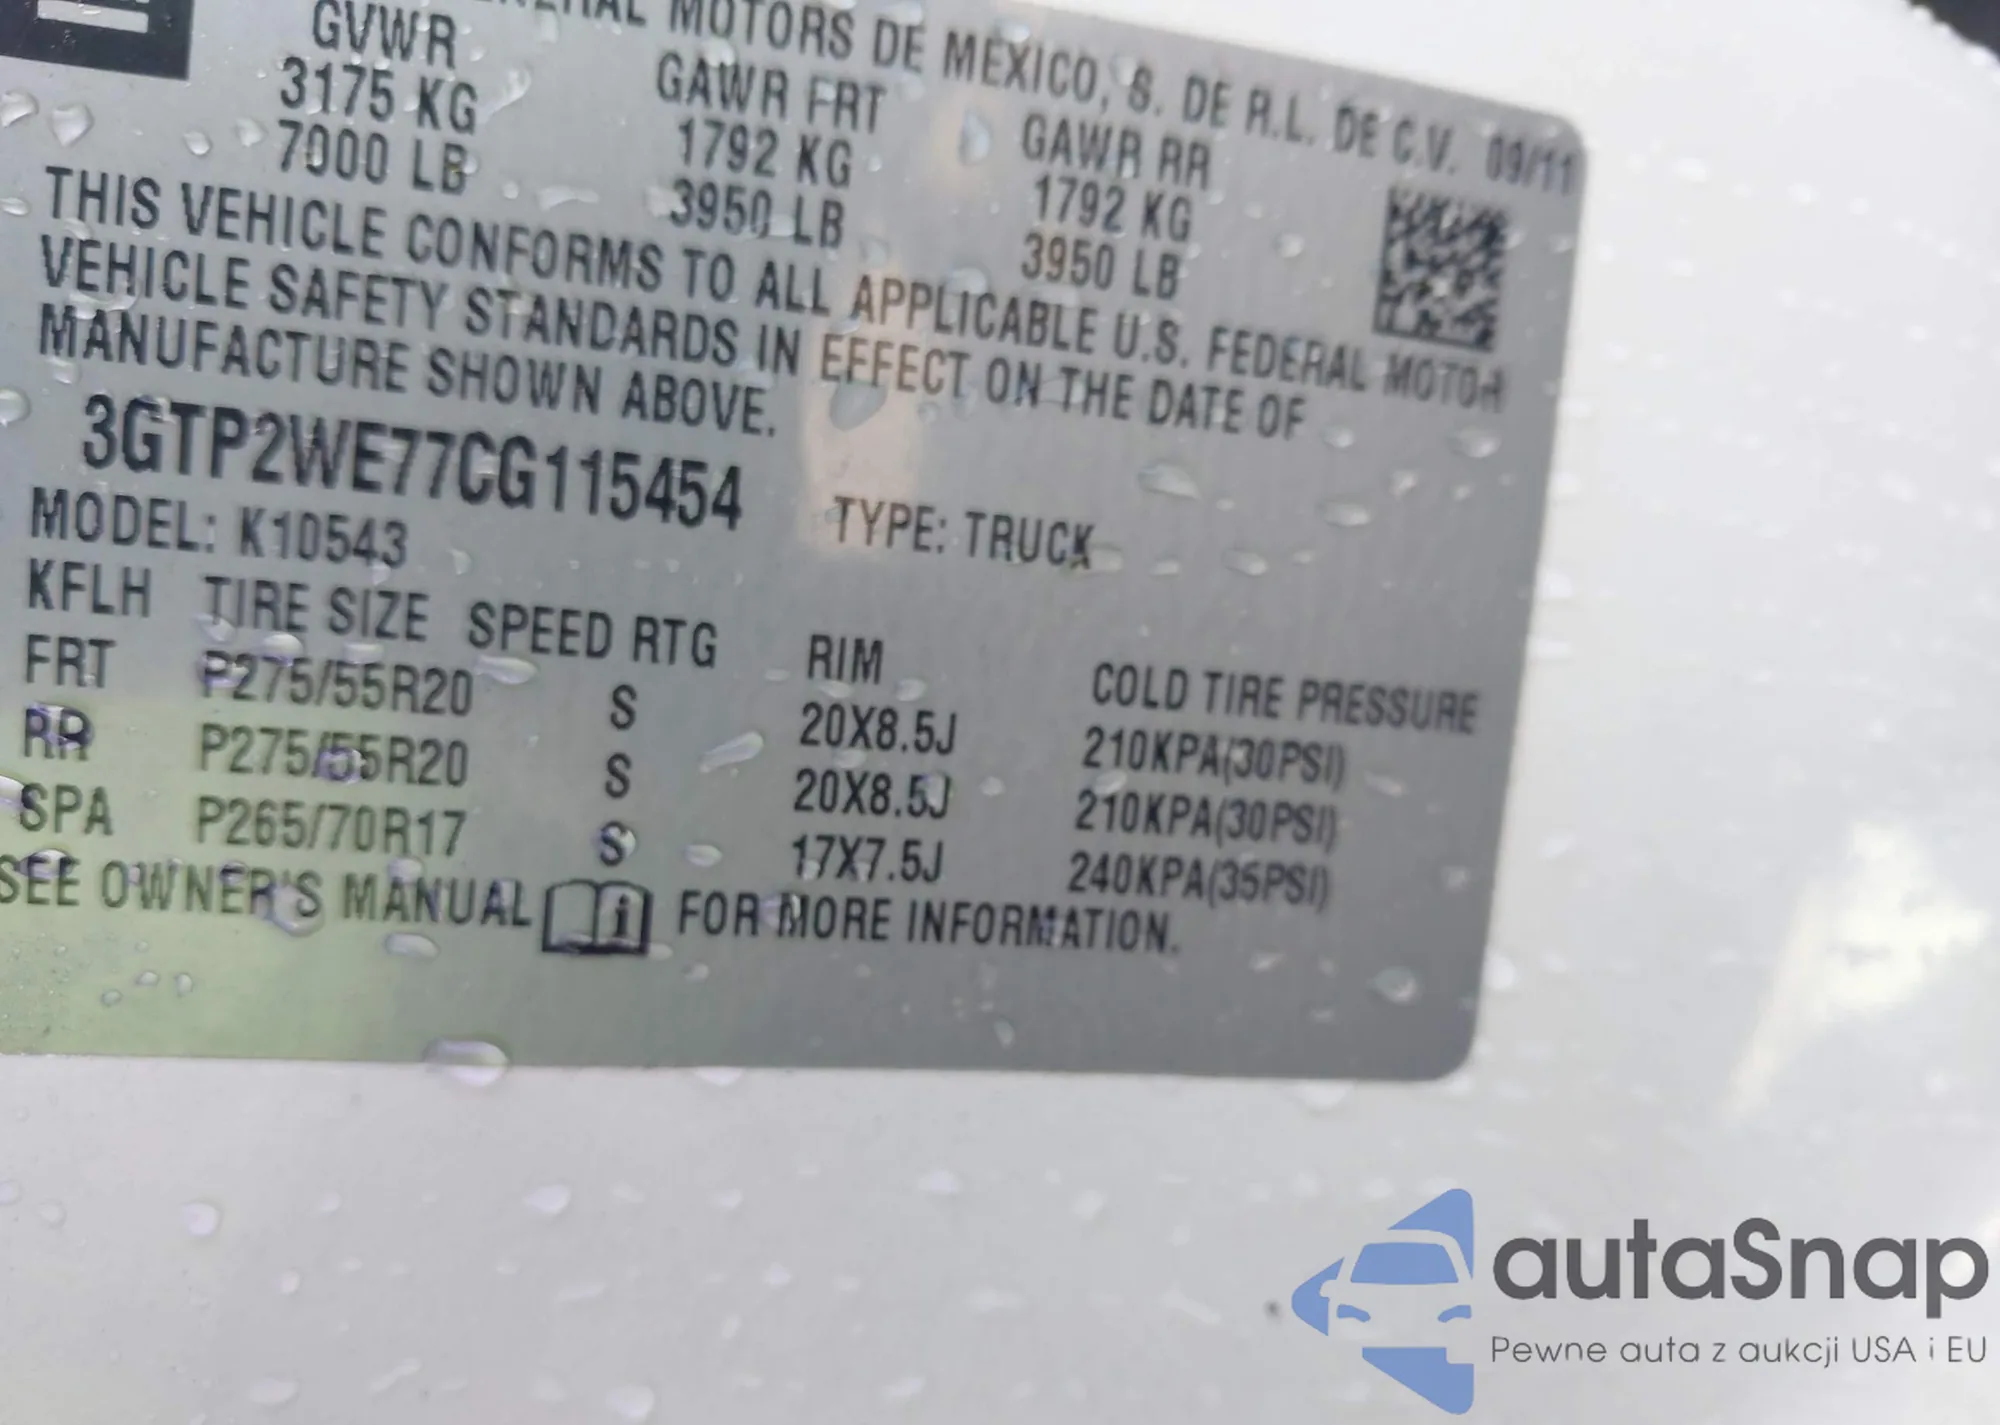 GENERAL MOTORS DE MEXICO, S. DE R.L. DE C.V. 09/11
GVWR GAWR FRT GAWR RR
3175 KG 1792 KG 1792 KG
7000 LB 3950 LB 3950 LB
THIS VEHICLE CONFORMS TO ALL APPLICABLE U.S. FEDERAL MOTOR
VEHICLE SAFETY STANDARDS IN EFFECT ON THE DATE OF
MANUFACTURE SHOWN ABOVE.
3GTP2WE77CG115454 TYPE: TRUCK
MODEL: K10543
KFLH TIRE SIZE SPEED RTG RIM COLD TIRE PRESSURE
FRT P275/55R20 S 20X8.5J 210KPA(30PSI)
RR P275/55R20 S 20X8.5J 210KPA(30PSI)
SPA P265/70R17 S 17X7.5J 240KPA(35PSI)
SEE OWNER'S MANUAL i FOR MORE INFORMATION.
autaSnap
Pewne auta z aukcji USA i EU